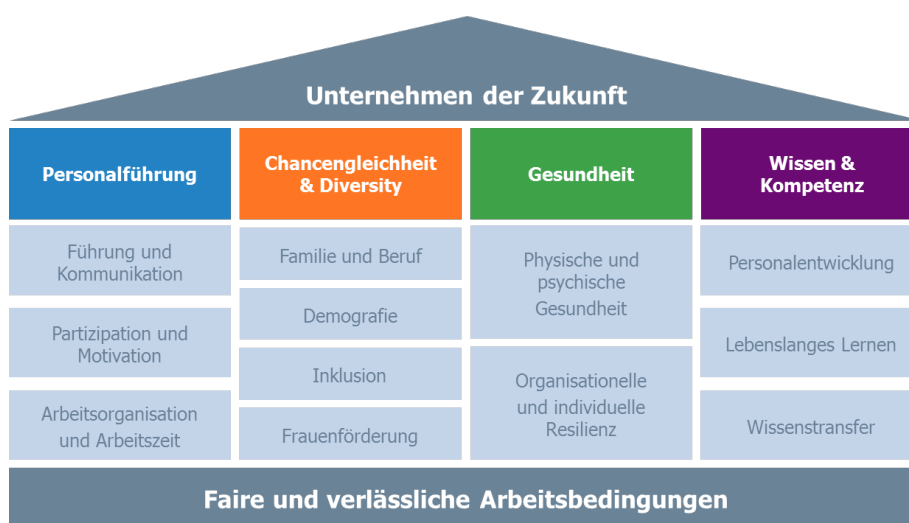 Unternehmen der Zukunft
Personalführung
Führung und
Kommunikation
Partizipation und
Motivation
Arbeitsorganisation
und Arbeitszeit
Chancengleichheit
& Diversity
Familie und Beruf
Demografie
Inklusion
Frauenförderung
Gesundheit
Physische und
psychische
Gesundheit
Organisationelle
und individuelle
Resilienz
Wissen &
Kompetenz
Personalentwicklung
Lebenslanges Lernen
Wissenstransfer
Faire und verlässliche Arbeitsbedingungen